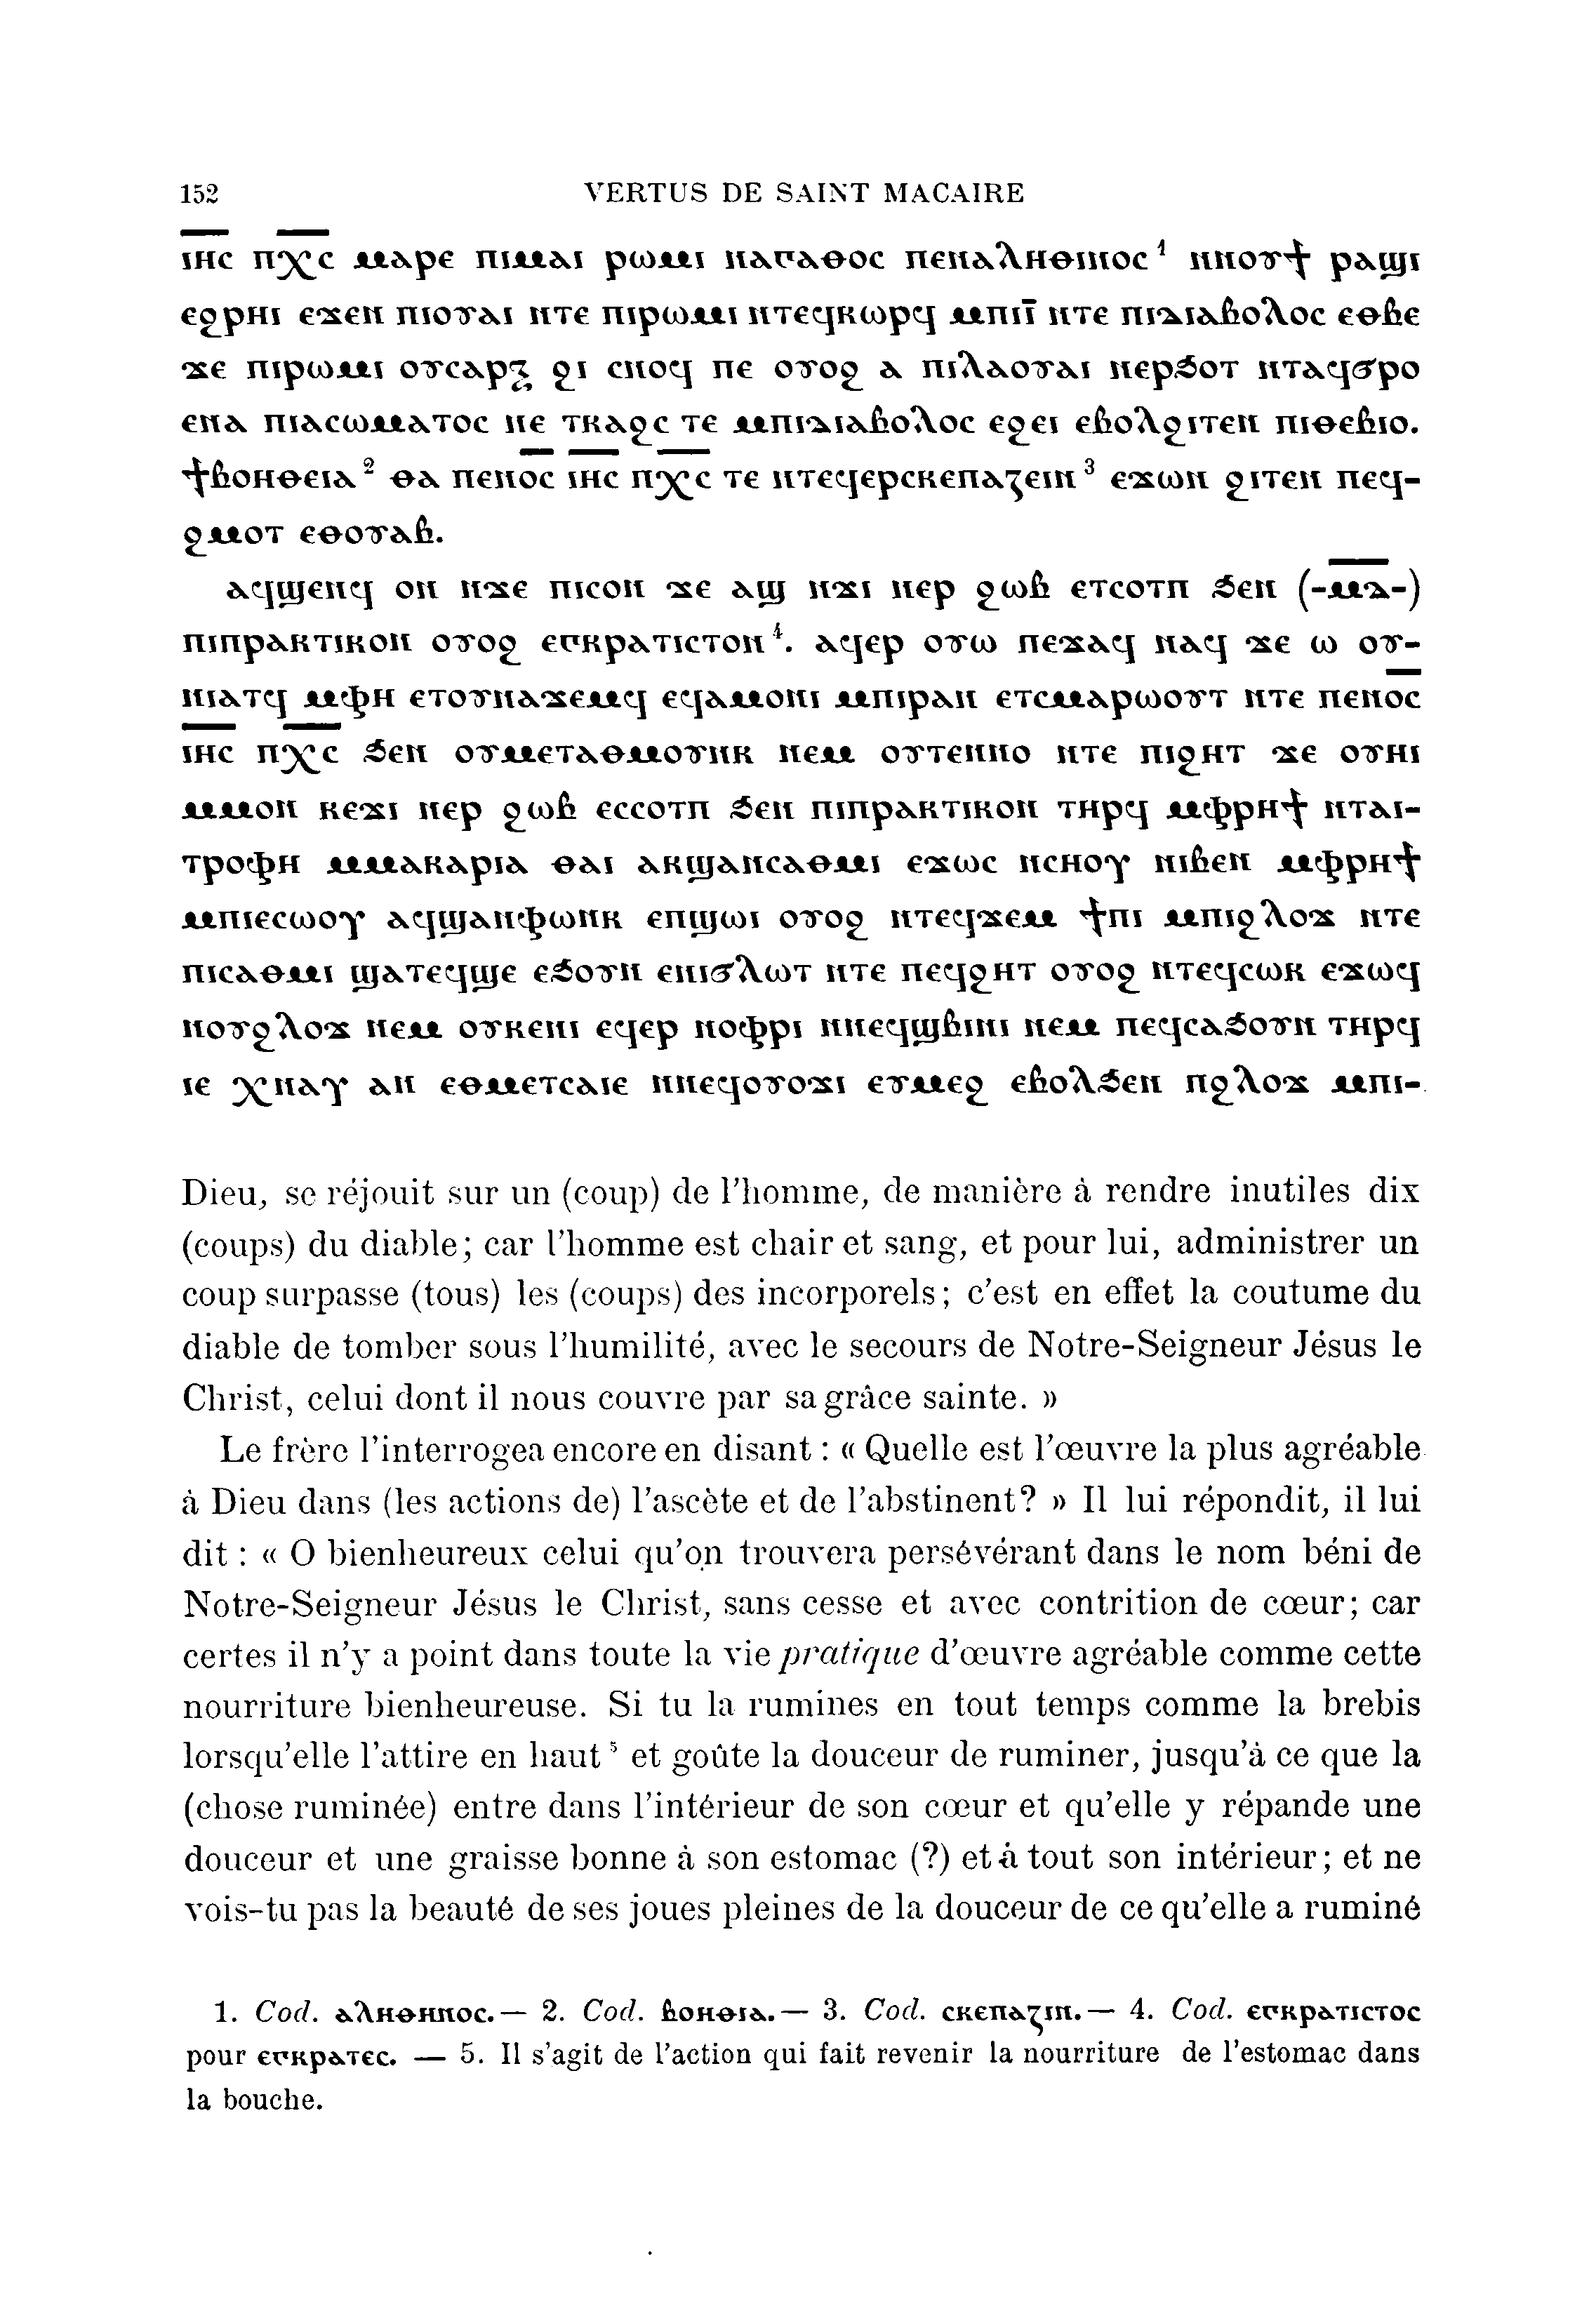 152 VERTUS DE SAINT MACAIRE
ⲓⲏⲥ ⲡⲭⲥ ⲙⲁⲣⲉ ⲡⲓⲙⲁⲓ ⲣⲱⲙⲓ ⲛⲁⲅⲁⲑⲟⲥ ⲡⲉⲛⲁⲗⲏⲑⲓⲛⲟⲥ¹ ⲛⲛⲟⲩϯ ⲣⲁϣⲓ
ⲉϩⲣⲏⲓ ⲉϫⲉⲛ ⲡⲓⲟⲩⲁⲓ ⲛⲧⲉ ⲡⲓⲣⲱⲙⲓ ⲛⲧⲉϥⲕⲱⲣϥ ⲙⲡⲓⲓ̅ ⲛⲧⲉ ⲡⲓⲇⲓⲁⲃⲟⲗⲟⲥ ⲉⲑⲃⲉ
ϫⲉ ⲡⲓⲣⲱⲙⲓ ⲟⲩⲥⲁⲣⲝ ϩⲓ ⲥⲛⲟϥ ⲡⲉ ⲟⲩⲟϩ ⲁ ⲡⲓⲗⲁⲟⲩⲁⲓ ⲛⲉⲣϧⲟⲧ ⲛⲧⲁϥϭⲣⲟ
ⲉⲛⲁ ⲡⲓⲁⲥⲱⲙⲁⲧⲟⲥ ⲛⲉ ⲧⲕⲁϩⲥ ⲧⲉ ⲙⲡⲓⲇⲓⲁⲃⲟⲗⲟⲥ ⲉϩⲉⲓ ⲉⲃⲟⲗϩⲓⲧⲉⲛ ⲡⲓⲑⲉⲃⲓⲟ.
ϯⲃⲟⲏⲑⲉⲓⲁ² ⲑⲁ ⲡⲉⲛⲟⲥ ⲓⲏⲥ ⲡⲭⲥ ⲧⲉ ⲛⲧⲉϥⲉⲣⲥⲕⲉⲡⲁⲍⲉⲓⲛ³ ⲉϫⲱⲛ ϩⲓⲧⲉⲛ ⲡⲉϥ-
ϩⲙⲟⲧ ⲉⲑⲟⲩⲁⲃ.
ⲁϥϣⲉⲛϥ ⲟⲛ ⲛϫⲉ ⲡⲓⲥⲟⲛ ϫⲉ ⲁϣ ⲛϫⲓ ⲛⲉⲣ ϩⲱⲃ ⲉⲧⲥⲟⲧⲡ ϧⲉⲛ (-ⲙⲇ-)
ⲡⲓⲡⲣⲁⲕⲧⲓⲕⲟⲛ ⲟⲩⲟϩ ⲉⲅⲕⲣⲁⲧⲓⲥⲧⲟⲛ⁴. ⲁϥⲉⲣ ⲟⲩⲱ ⲡⲉϫⲁϥ ⲛⲁϥ ϫⲉ ⲱ ⲟⲩ-
ⲛⲓⲁⲧϥ ⲙⲫⲏ ⲉⲧⲟⲩⲛⲁϫⲉⲙϥ ⲉϥⲁⲙⲟⲛⲓ ⲙⲡⲓⲣⲁⲛ ⲉⲧⲥⲙⲁⲣⲱⲟⲩⲧ ⲛⲧⲉ ⲡⲉⲛⲟⲥ
ⲓⲏⲥ ⲡⲭⲥ ϧⲉⲛ ⲟⲩⲙⲉⲧⲁⲑⲙⲟⲩⲛⲕ ⲛⲉⲙ ⲟⲩⲧⲉⲛⲛⲟ ⲛⲧⲉ ⲡⲓϩⲏⲧ ϫⲉ ⲟⲩⲏⲓ
ⲙⲙⲟⲛ ⲕⲉϫⲓ ⲛⲉⲣ ϩⲱⲃ ⲉⲥⲥⲟⲧⲡ ϧⲉⲛ ⲡⲓⲡⲣⲁⲕⲧⲓⲕⲟⲛ ⲧⲏⲣϥ ⲙⲫⲣⲏϯ ⲛⲧⲁⲓ-
ⲧⲣⲟⲫⲏ ⲙⲙⲁⲕⲁⲣⲓⲁ ⲑⲁⲓ ⲁⲕϣⲁⲛⲥⲁⲑⲙⲓ ⲉϫⲱⲥ ⲛⲥⲏⲟⲩ ⲛⲓⲃⲉⲛ ⲙⲫⲣⲏϯ
ⲙⲡⲓⲉⲥⲱⲟⲩ ⲁϥϣⲁⲛⲫⲱⲛⲕ ⲉⲡϣⲱⲓ ⲟⲩⲟϩ ⲛⲧⲉϥϫⲉⲙ ϯⲡⲓ ⲙⲡⲓϩⲗⲟϫ ⲛⲧⲉ
ⲡⲓⲥⲁⲑⲙⲓ ϣⲁⲧⲉϥϣⲉ ⲉϧⲟⲩⲛ ⲉⲛⲓϭⲗⲱⲧ ⲛⲧⲉ ⲡⲉϥϩⲏⲧ ⲟⲩⲟϩ ⲛⲧⲉϥⲥⲱⲕ ⲉϫⲱϥ
ⲛⲟⲩϩⲗⲟϫ ⲛⲉⲙ ⲟⲩⲕⲉⲛⲓ ⲉϥⲉⲣ ⲛⲟϥⲣⲓ ⲛⲛⲉϥϣⲃⲓⲛⲓ ⲛⲉⲙ ⲡⲉϥⲥⲁϧⲟⲩⲛ ⲧⲏⲣϥ
ⲓⲉ ⲭⲛⲁⲩ ⲁⲛ ⲉⲑⲙⲉⲧⲥⲁⲓⲉ ⲛⲛⲉϥⲟⲩⲟϫⲓ ⲉⲩⲙⲉϩ ⲉⲃⲟⲗϧⲉⲛ ⲡϩⲗⲟϫ ⲙⲡⲓ-
Dieu, se réjouit sur un (coup) de l'homme, de manière à rendre inutiles dix
(coups) du diable; car l'homme est chair et sang, et pour lui, administrer un
coup surpasse (tous) les (coups) des incorporels; c'est en effet la coutume du
diable de tomber sous l'humilité, avec le secours de Notre-Seigneur Jésus le
Christ, celui dont il nous couvre par sa grâce sainte. »
Le frère l'interrogea encore en disant : « Quelle est l'œuvre la plus agréable
à Dieu dans (les actions de) l'ascète et de l'abstinent? » Il lui répondit, il lui
dit : « O bienheureux celui qu'on trouvera persévérant dans le nom béni de
Notre-Seigneur Jésus le Christ, sans cesse et avec contrition de cœur; car
certes il n'y a point dans toute la vie pratique d'œuvre agréable comme cette
nourriture bienheureuse. Si tu la rumines en tout temps comme la brebis
lorsqu'elle l'attire en haut⁵ et goûte la douceur de ruminer, jusqu'à ce que la
(chose ruminée) entre dans l'intérieur de son cœur et qu'elle y répande une
douceur et une graisse bonne à son estomac (?) et à tout son intérieur; et ne
vois-tu pas la beauté de ses joues pleines de la douceur de ce qu'elle a ruminé
1. Cod. ⲁⲗⲏⲑⲏⲛⲟⲥ. — 2. Cod. ⲃⲟⲏⲑⲓⲁ. — 3. Cod. ⲥⲕⲉⲡⲁⲍⲓⲛ. — 4. Cod. ⲉⲅⲕⲣⲁⲧⲓⲥⲧⲟⲥ
pour ⲉⲅⲕⲣⲁⲧⲉⲥ. — 5. Il s'agit de l'action qui fait revenir la nourriture de l'estomac dans
la bouche.